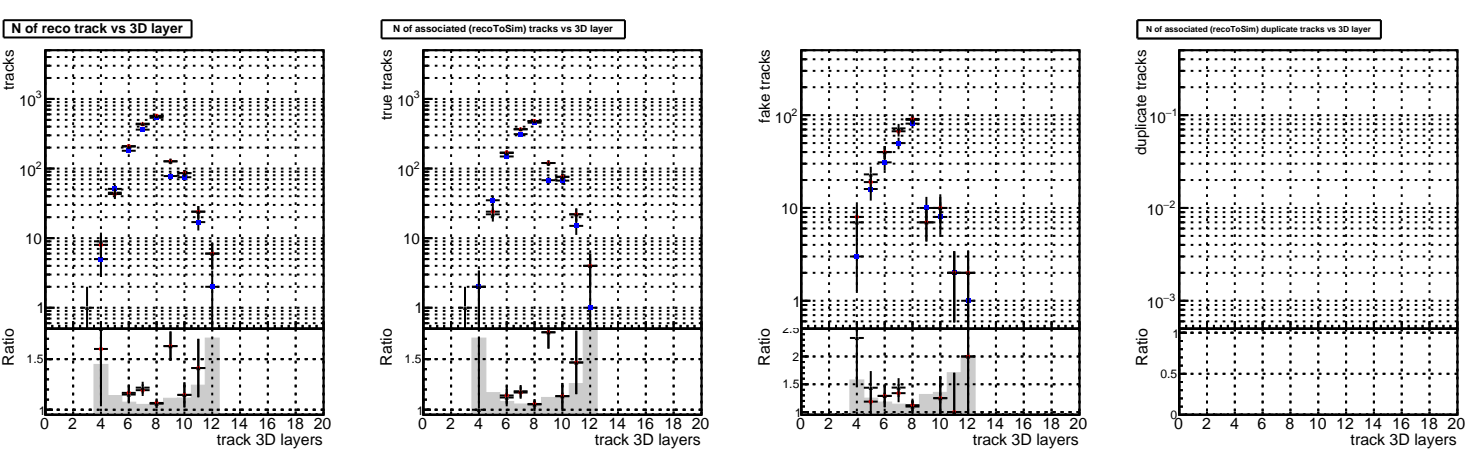 N of reco track vs 3D layer
tracks
10³
10²
10
1
Ratio
1.5
1
0 2 4 6 8 10 12 14 16 18 20
track 3D layers
N of associated (recoToSim) tracks vs 3D layer
true tracks
10³
10²
10
1
Ratio
1.5
1
0 2 4 6 8 10 12 14 16 18 20
track 3D layers
fake tracks
10²
10
1
Ratio
2.5
2
1.5
1
0 2 4 6 8 10 12 14 16 18 20
track 3D layers
N of associated (recoToSim) duplicate tracks vs 3D layer
duplicate tracks
10⁻¹
10⁻²
10⁻³
Ratio
1
0.5
0
0 2 4 6 8 10 12 14 16 18 20
track 3D layers